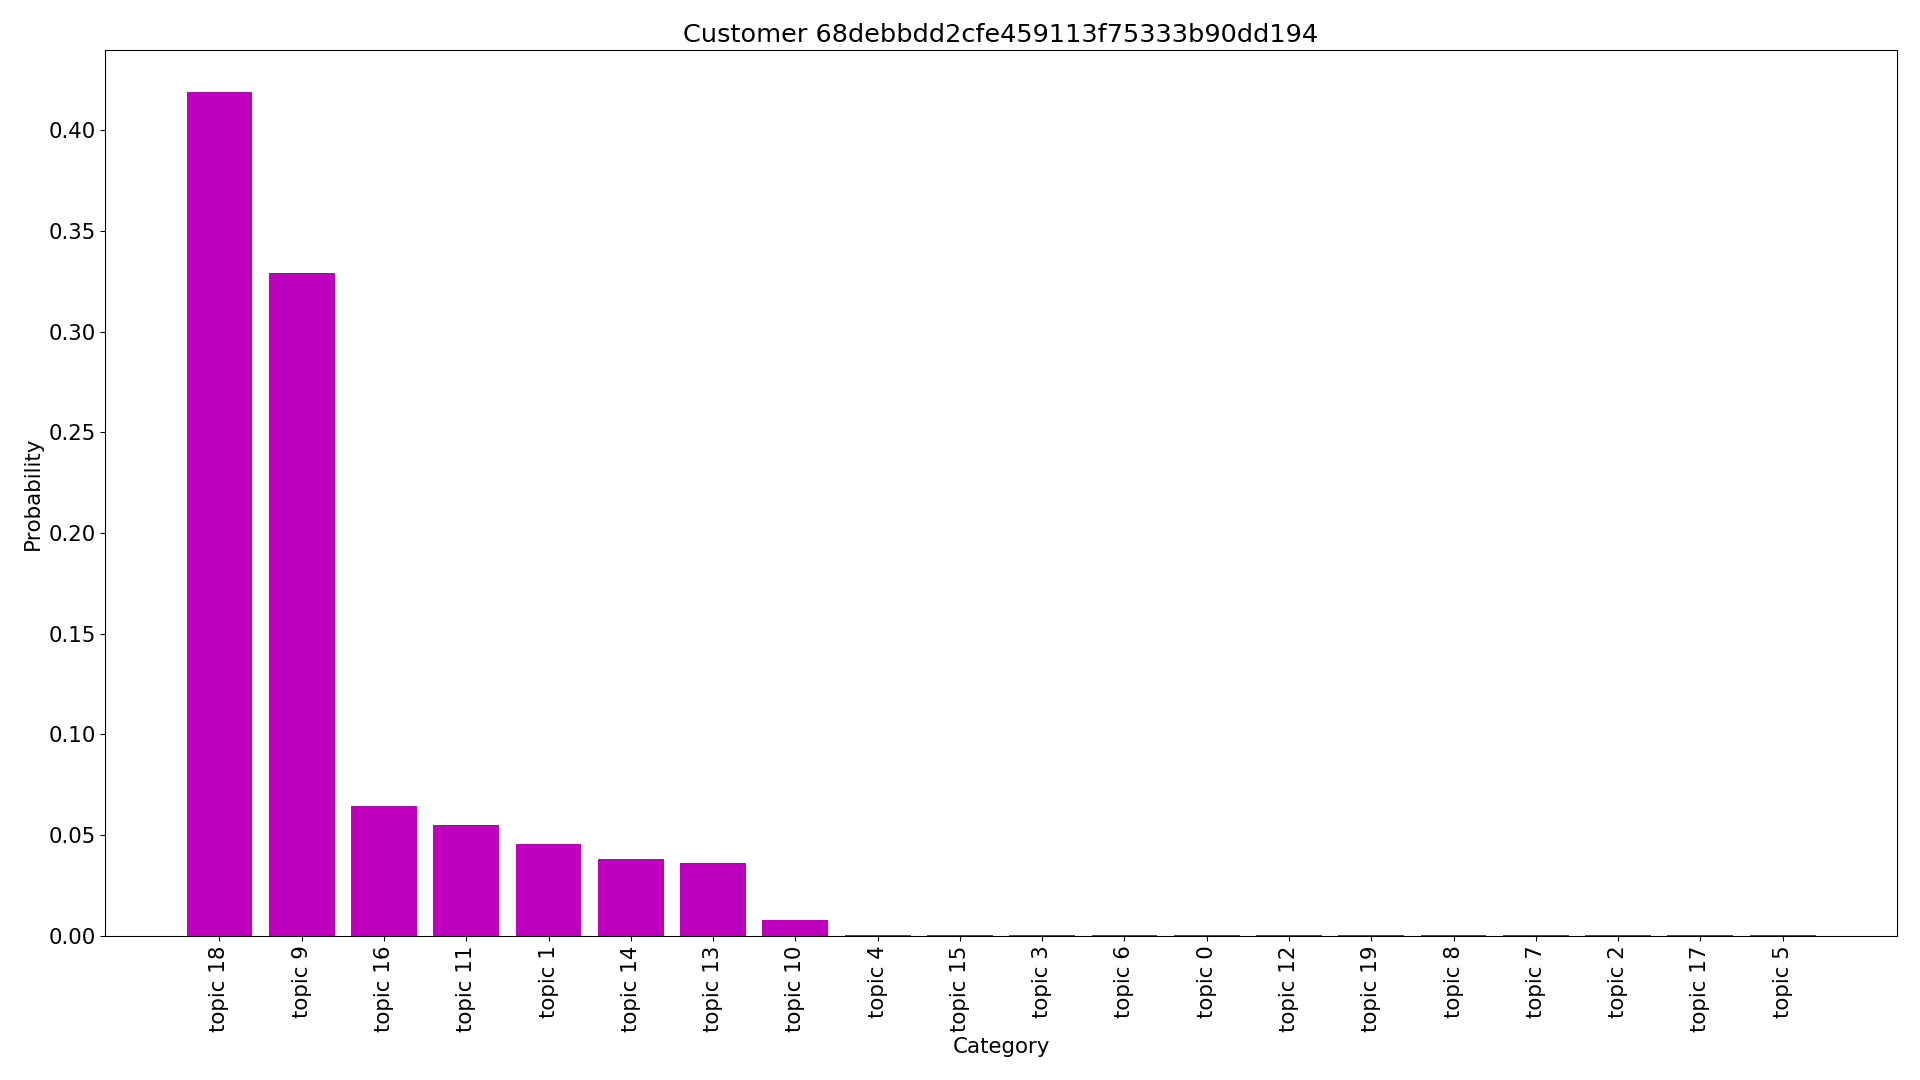 Customer 68debbdd2cfe459113f75333b90dd194
Probability
0.40
0.35
0.30
0.25
0.20
0.15
0.10
0.05
0.00
topic 18
topic 9
topic 16
topic 11
topic 1
topic 14
topic 13
topic 10
topic 4
topic 15
topic 3
topic 6
topic 0
topic 12
topic 19
topic 8
topic 7
topic 2
topic 17
topic 5
Category